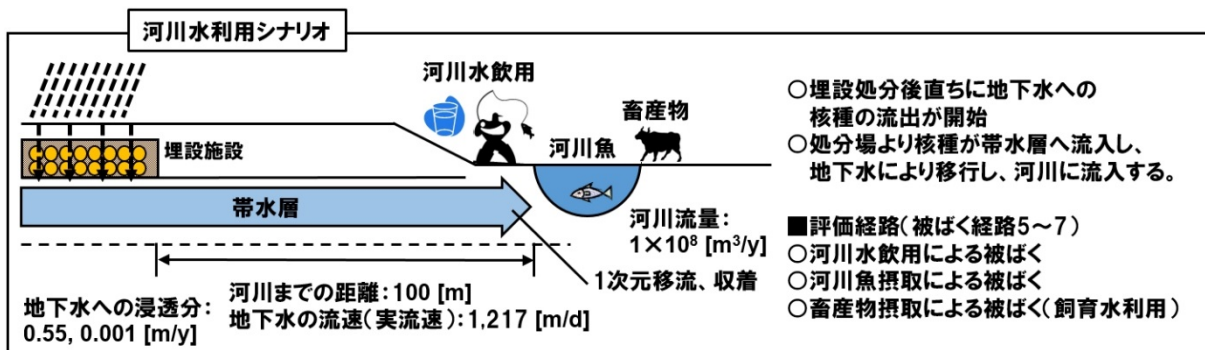 河川水利用シナリオ
河川水飲用
畜産物
河川魚
埋設施設
帯水層
河川流量:
1×10⁸ [m³/y]
1次元移流、収着
地下水への浸透分:
0.55, 0.001 [m/y]
河川までの距離:100 [m]
地下水の流速(実流速):1,217 [m/d]
○埋設処分後直ちに地下水への
核種の流出が開始
○処分場より核種が帯水層へ流入し、
地下水により移行し、河川に流入する。
■評価経路(被ばく経路5~7)
○河川水飲用による被ばく
○河川魚摂取による被ばく
○畜産物摂取による被ばく(飼育水利用)